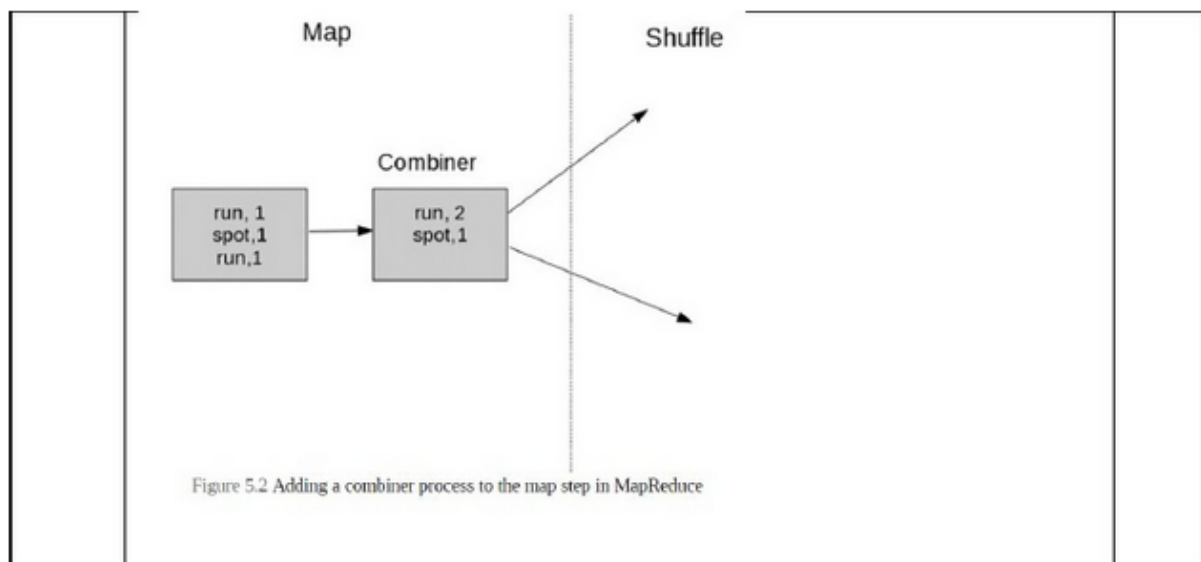 Map
Shuffle
Combiner
run, 1
spot,1
run,1
run, 2
spot,1
Figure 5.2 Adding a combiner process to the map step in MapReduce